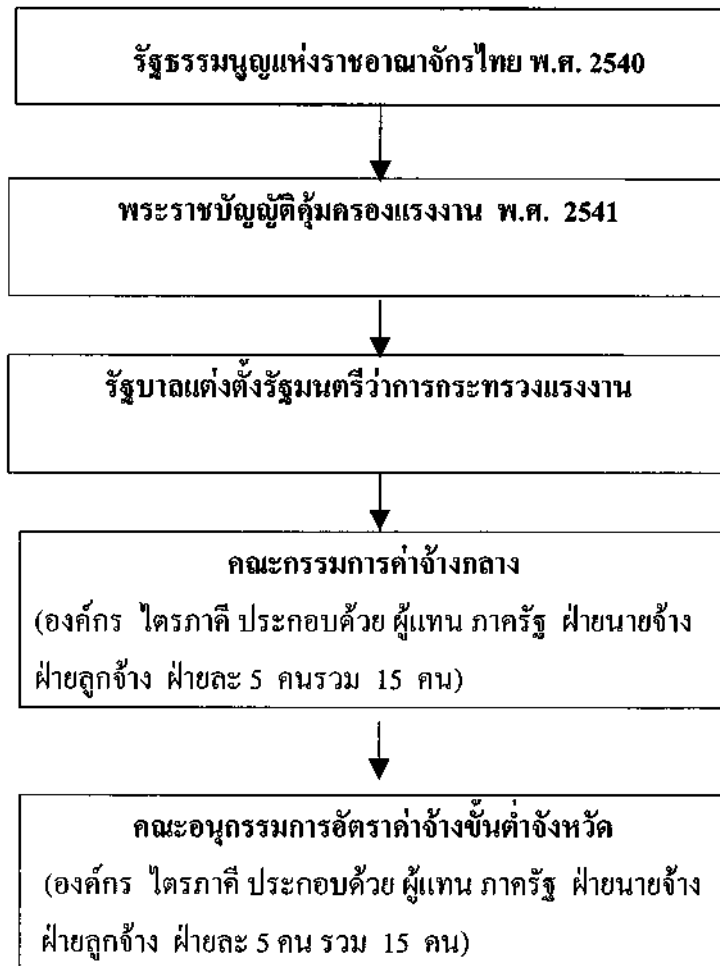 รัฐธรรมนูญแห่งราชอาณาจักรไทย พ.ศ. 2540
พระราชบัญญัติคุ้มครองแรงงาน พ.ศ. 2541
รัฐบาลแต่งตั้งรัฐมนตรีว่าการกระทรวงแรงงาน
คณะกรรมการค่าจ้างกลาง
(องค์กร ไตรภาคี ประกอบด้วย ผู้แทน ภาครัฐ ฝ่ายนายจ้าง
ฝ่ายลูกจ้าง ฝ่ายละ 5 คนรวม 15 คน)
คณะอนุกรรมการอัตราค่าจ้างขั้นต่ำจังหวัด
(องค์กร ไตรภาคี ประกอบด้วย ผู้แทน ภาครัฐ ฝ่ายนายจ้าง
ฝ่ายลูกจ้าง ฝ่ายละ 5 คน รวม 15 คน)